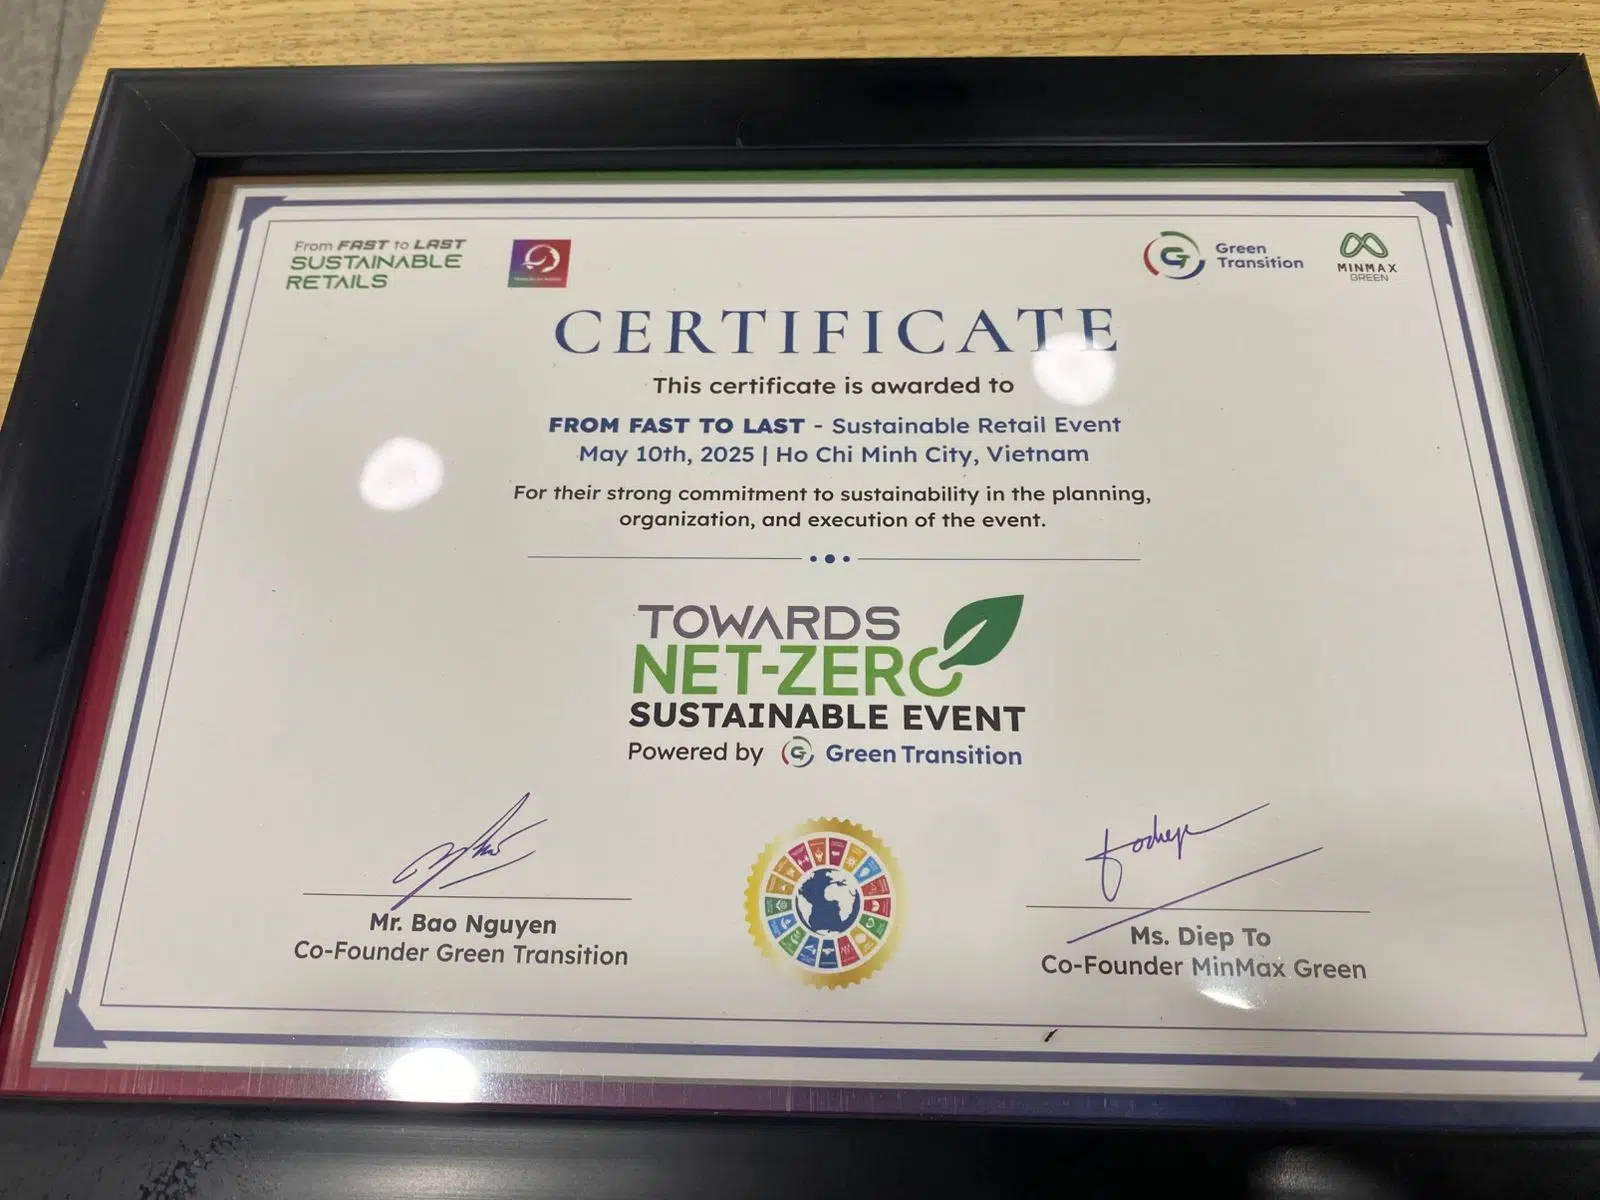 From FAST to LAST
SUSTAINABLE
RETAILS
Green
Transition
MINMAX
GREEN
CERTIFICATE
This certificate is awarded to
FROM FAST TO LAST - Sustainable Retail Event
May 10th, 2025 | Ho Chi Minh City, Vietnam
For their strong commitment to sustainability in the planning,
organization, and execution of the event.
TOWARDS
NET-ZERO
SUSTAINABLE EVENT
Powered by G Green Transition
Mr. Bao Nguyen
Co-Founder Green Transition
Ms. Diep To
Co-Founder MinMax Green